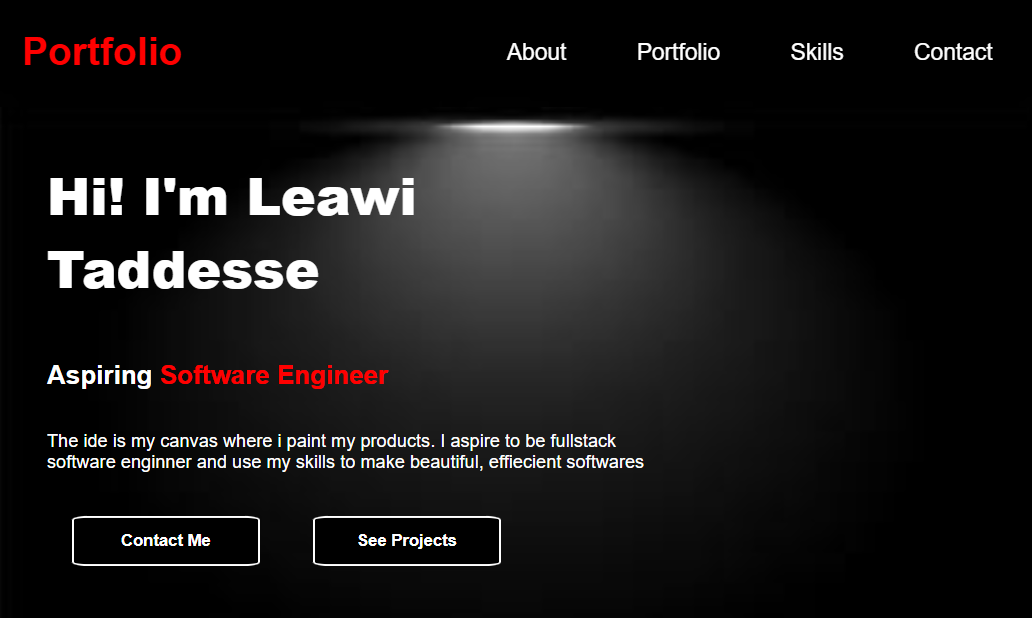 Portfolio
About Portfolio Skills Contact
Hi! I'm Leawi
Taddesse
Aspiring Software Engineer
The ide is my canvas where i paint my products. I aspire to be fullstack
software enginner and use my skills to make beautiful, effiecient softwares
Contact Me See Projects